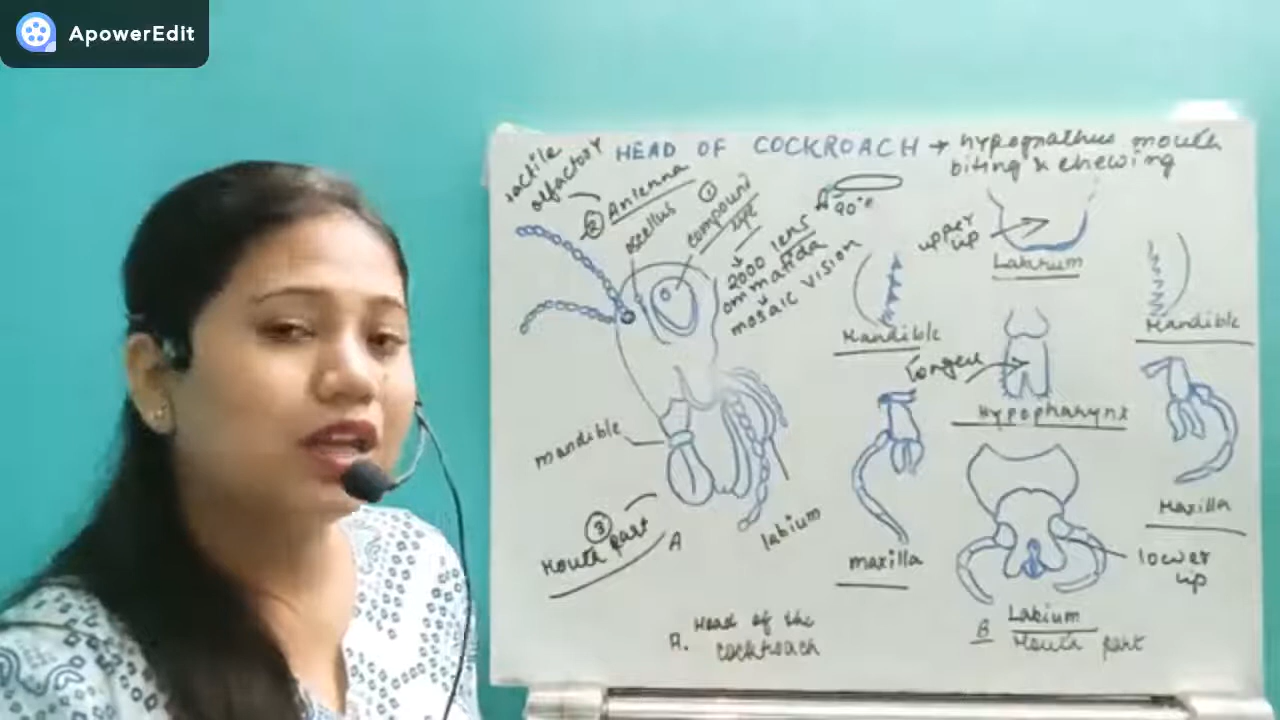 ApowerEdit
HEAD OF COCKROACH → hypognathus mouth
biting & chewing
tactile
olfactory
② Antenna
ocellus
①
compound
eye
2000 lens
ommatida
mosaic vision
90°
upper
lip
Labrum
Mandible
Mandible
Tongue
Hypopharynx
mandible
③
Mouth part
A
labium
maxilla
Maxilla
lower
lip
Labium
B
Mouth part
A. Head of the
cockroach